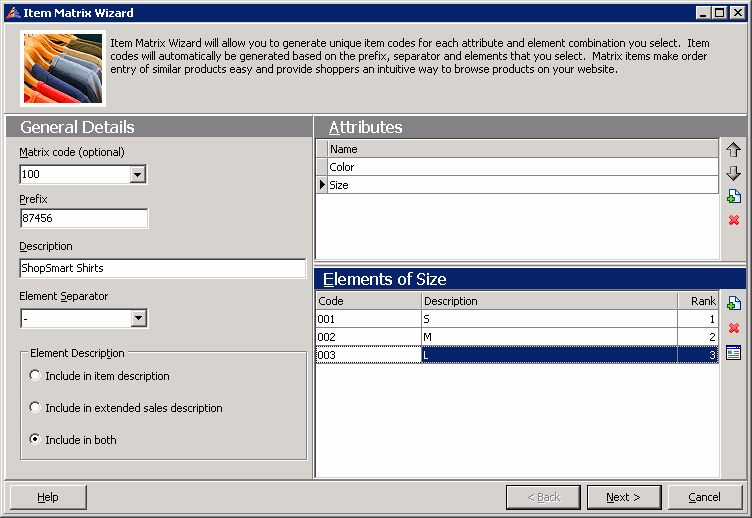 Item Matrix Wizard
Item Matrix Wizard will allow you to generate unique item codes for each attribute and element combination you select.  Item
codes will automatically be generated based on the prefix, separator and elements that you select.  Matrix items make order
entry of similar products easy and provide shoppers an intuitive way to browse products on your website.
General Details
Matrix code (optional)
100
Prefix
87456
Description
ShopSmart Shirts
Element Separator
-
Element Description
Include in item description
Include in extended sales description
Include in both
Attributes
Name
Color
Size
Elements of Size
Code Description Rank
001 S 1
002 M 2
003 L 3
Help < Back Next > Cancel